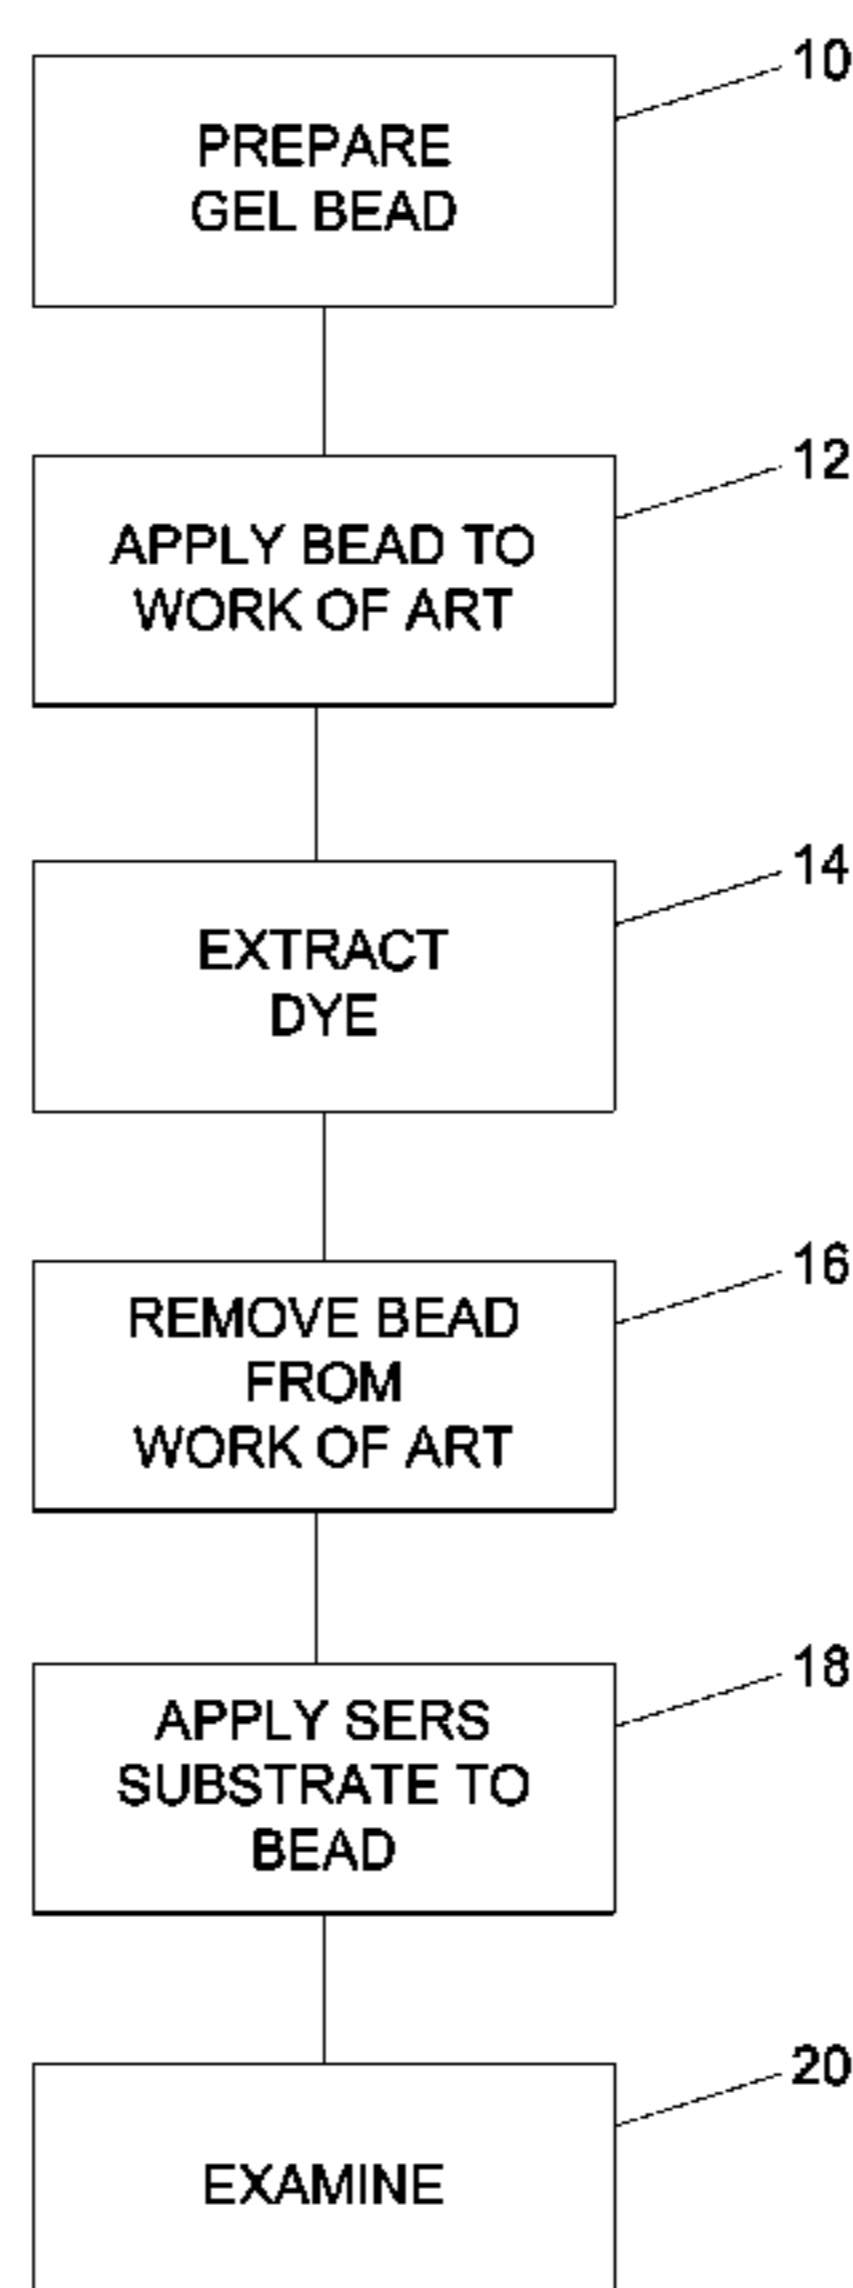 10
PREPARE
GEL BEAD
12
APPLY BEAD TO
WORK OF ART
14
EXTRACT
DYE
16
REMOVE BEAD
FROM
WORK OF ART
18
APPLY SERS
SUBSTRATE TO
BEAD
20
EXAMINE